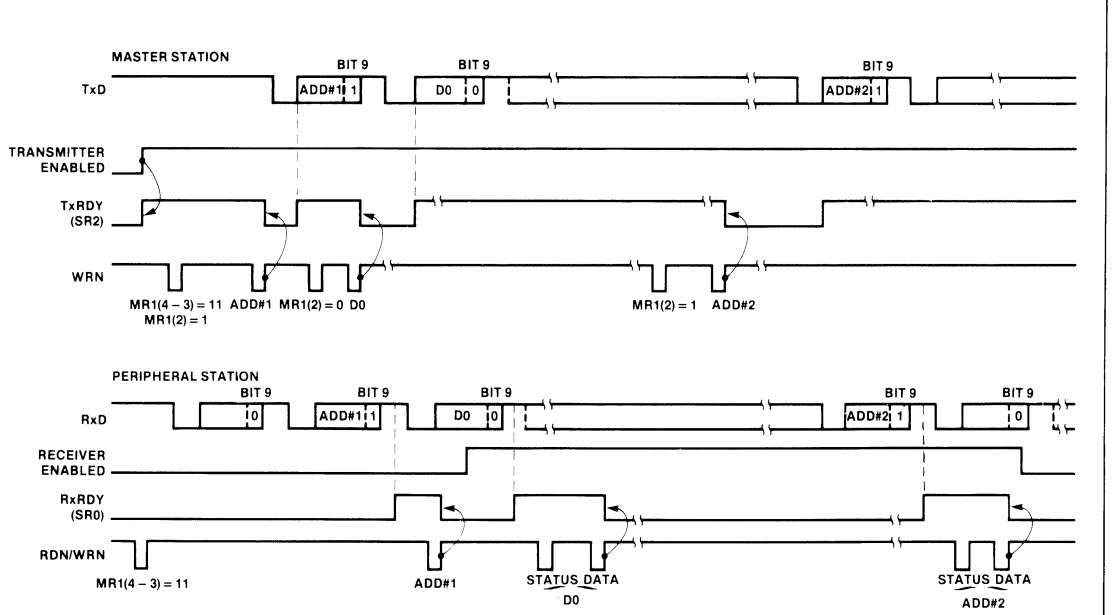 MASTER STATION
BIT 9 BIT 9 BIT 9
TxD ADD#1 1 D0 0 ADD#2 1
TRANSMITTER
ENABLED
TxRDY
(SR2)
WRN
MR1(4 – 3) = 11 ADD#1 MR1(2) = 0 D0 MR1(2) = 1 ADD#2
MR1(2) = 1
PERIPHERAL STATION
BIT 9 BIT 9 BIT 9 BIT 9 BIT 9
RxD 0 ADD#1 1 D0 0 ADD#2 1 0
RECEIVER
ENABLED
RxRDY
(SR0)
RDN/WRN
MR1(4 – 3) = 11 ADD#1 STATUS DATA STATUS DATA
D0 ADD#2